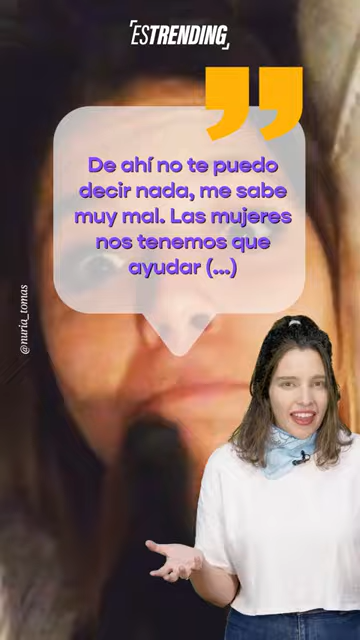 ESTRENDING
”
De ahí no te puedo
decir nada, me sabe
muy mal. Las mujeres
nos tenemos que
ayudar (...)
@nuria_tomas